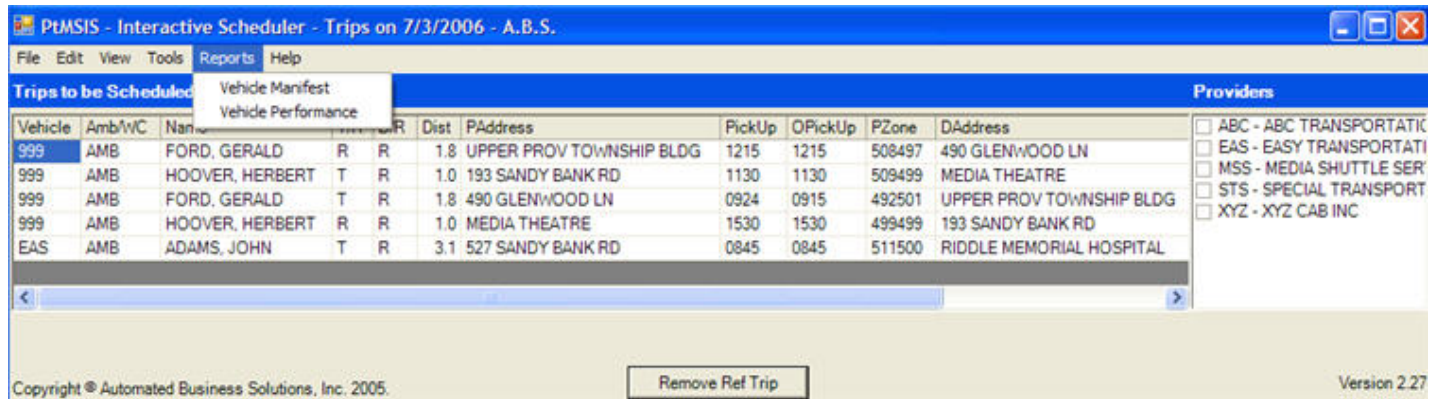 PtMSIS - Interactive Scheduler - Trips on 7/3/2006 - A.B.S.
File Edit View Tools Reports Help
Vehicle Manifest
Vehicle Performance
Trips to be Scheduled
Providers
Vehicle Amb/WC Dist PAddress PickUp OPickUp PZone DAddress
999 AMB FORD, GERALD R R 1.8 UPPER PROV TOWNSHIP BLDG 1215 1215 508497 490 GLENWOOD LN
999 AMB HOOVER, HERBERT T R 1.0 193 SANDY BANK RD 1130 1130 509499 MEDIA THEATRE
999 AMB FORD, GERALD T R 1.8 490 GLENWOOD LN 0924 0915 492501 UPPER PROV TOWNSHIP BLDG
999 AMB HOOVER, HERBERT R R 1.0 MEDIA THEATRE 1530 1530 499499 193 SANDY BANK RD
EAS AMB ADAMS, JOHN T R 3.1 527 SANDY BANK RD 0845 0845 511500 RIDDLE MEMORIAL HOSPITAL
ABC - ABC TRANSPORTATIC
EAS - EASY TRANSPORTATI
MSS - MEDIA SHUTTLE SER
STS - SPECIAL TRANSPORT
XYZ - XYZ CAB INC
Remove Ref Trip
Copyright ® Automated Business Solutions, Inc. 2005.
Version 2.27